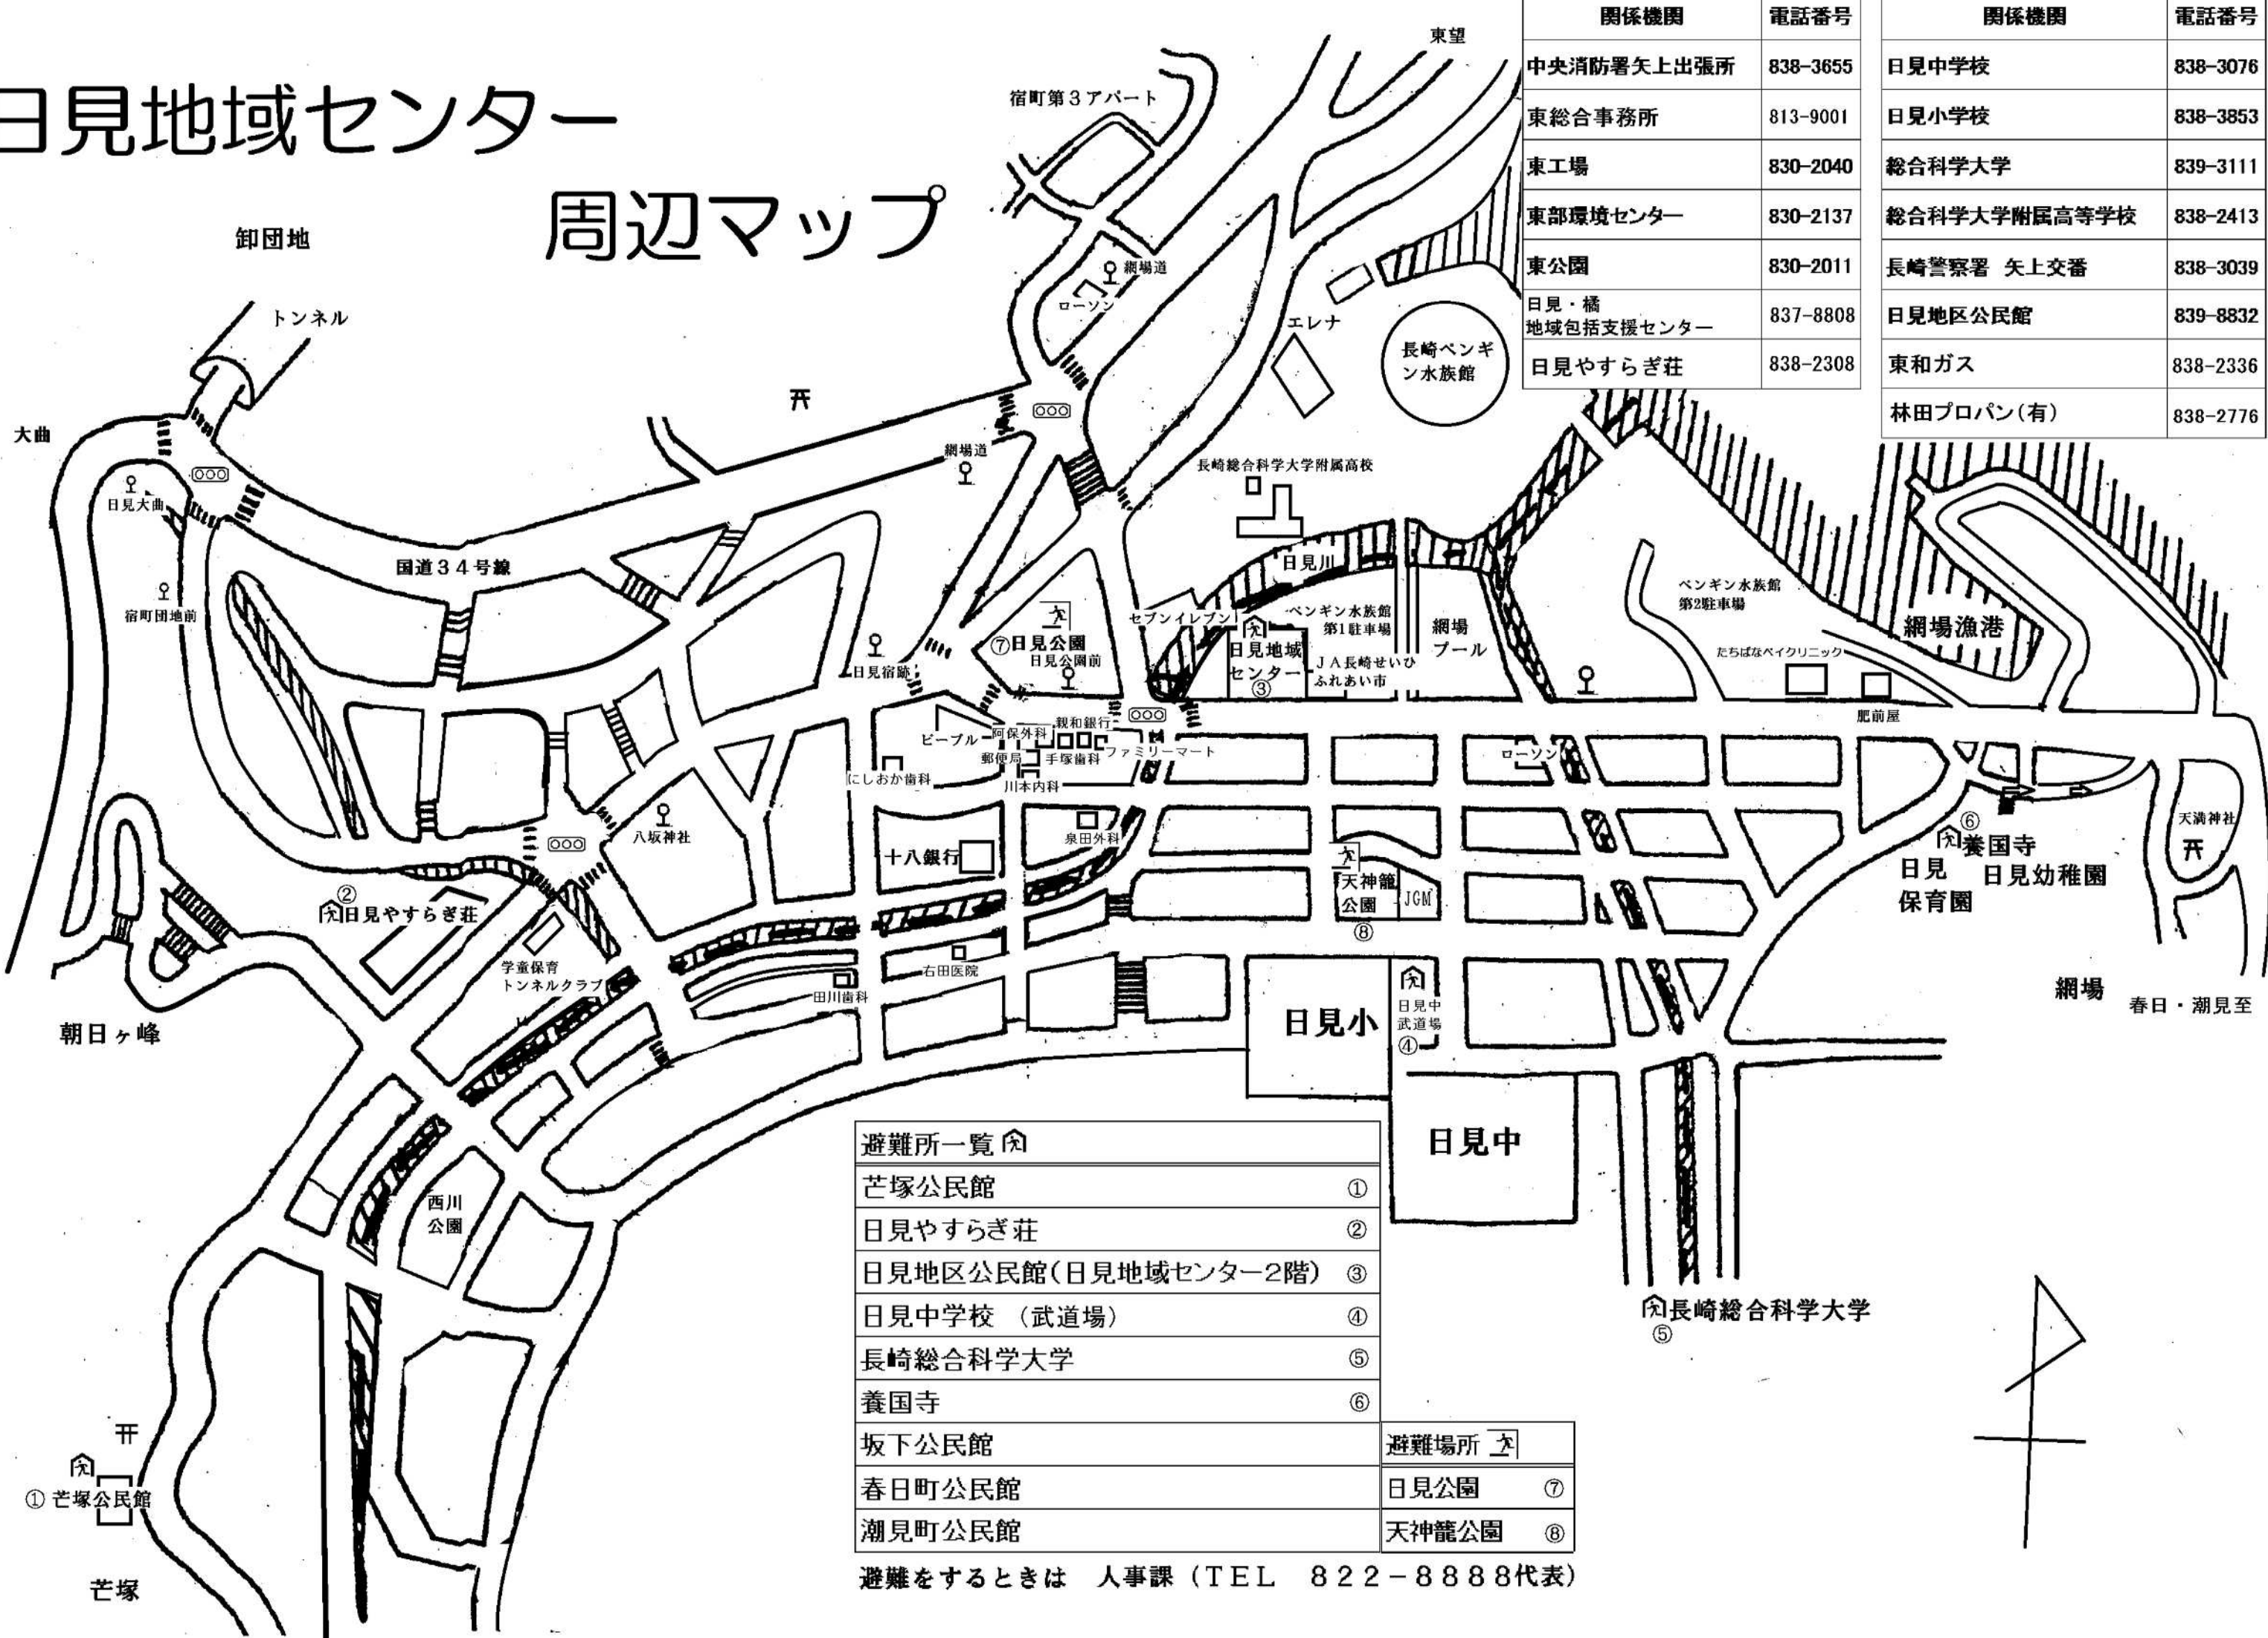 日見地域センター
周辺マップ
関係機関 電話番号
中央消防署矢上出張所 838-3655
東総合事務所 813-9001
東工場 830-2040
東部環境センター 830-2137
東公園 830-2011
日見・橘
地域包括支援センター 837-8808
日見やすらぎ荘 838-2308
関係機関 電話番号
日見中学校 838-3076
日見小学校 838-3853
総合科学大学 839-3111
総合科学大学附属高等学校 838-2413
長崎警察署 矢上交番 838-3039
日見地区公民館 839-8832
東和ガス 838-2336
林田プロパン(有) 838-2776
東望
宿町第3アパート
卸団地
トンネル
網場道
ローソン
エレナ
長崎ペンギ
ン水族館
大曲
日見大曲
宿町団地前
国道34号線
網場道
長崎総合科学大学附属高校
日見川
セブンイレブン
ペンギン水族館
第1駐車場
網場
プール
ペンギン水族館
第2駐車場
網場漁港
たちばなベイクリニック
肥前屋
⑦日見公園
日見公園前
日見宿跡
日見地域
センター
③
JA長崎せいひ
ふれあい市
ピープル
阿保外科
親和銀行
郵便局
手塚歯科
ファミリーマート
にしおか歯科
川本内科
ローソン
八坂神社
十八銀行
泉田外科
天神籠
公園
⑧
JGM
天満神社
⑥
養国寺
日見
保育園
日見幼稚園
②
日見やすらぎ荘
学童保育
トンネルクラブ
田川歯科
右田医院
日見小
日見中
武道場
④
網場
春日・潮見至
朝日ヶ峰
日見中
西川
公園
長崎総合科学大学
⑤
① 芒塚公民館
芒塚
避難所一覧
芒塚公民館 ①
日見やすらぎ荘 ②
日見地区公民館(日見地域センター2階) ③
日見中学校 (武道場) ④
長崎総合科学大学 ⑤
養国寺 ⑥
坂下公民館
春日町公民館
潮見町公民館
避難場所
日見公園 ⑦
天神籠公園 ⑧
避難をするときは 人事課(TEL 822-8888代表)